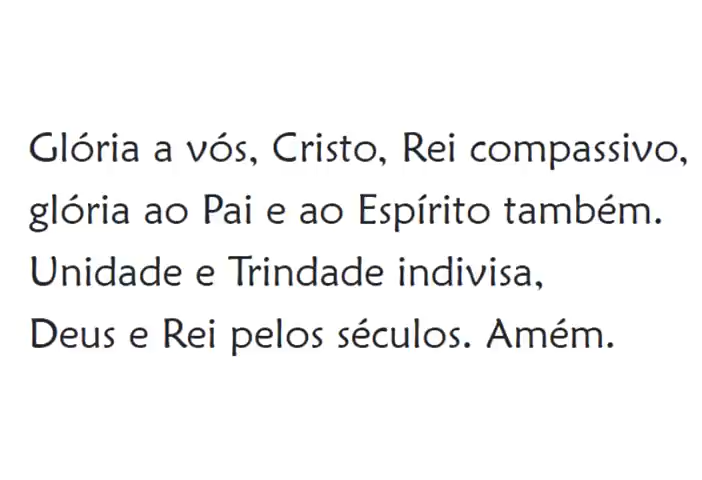 Glória a vós, Cristo, Rei compassivo,
glória ao Pai e ao Espírito também.
Unidade e Trindade indivisa,
Deus e Rei pelos séculos. Amém.